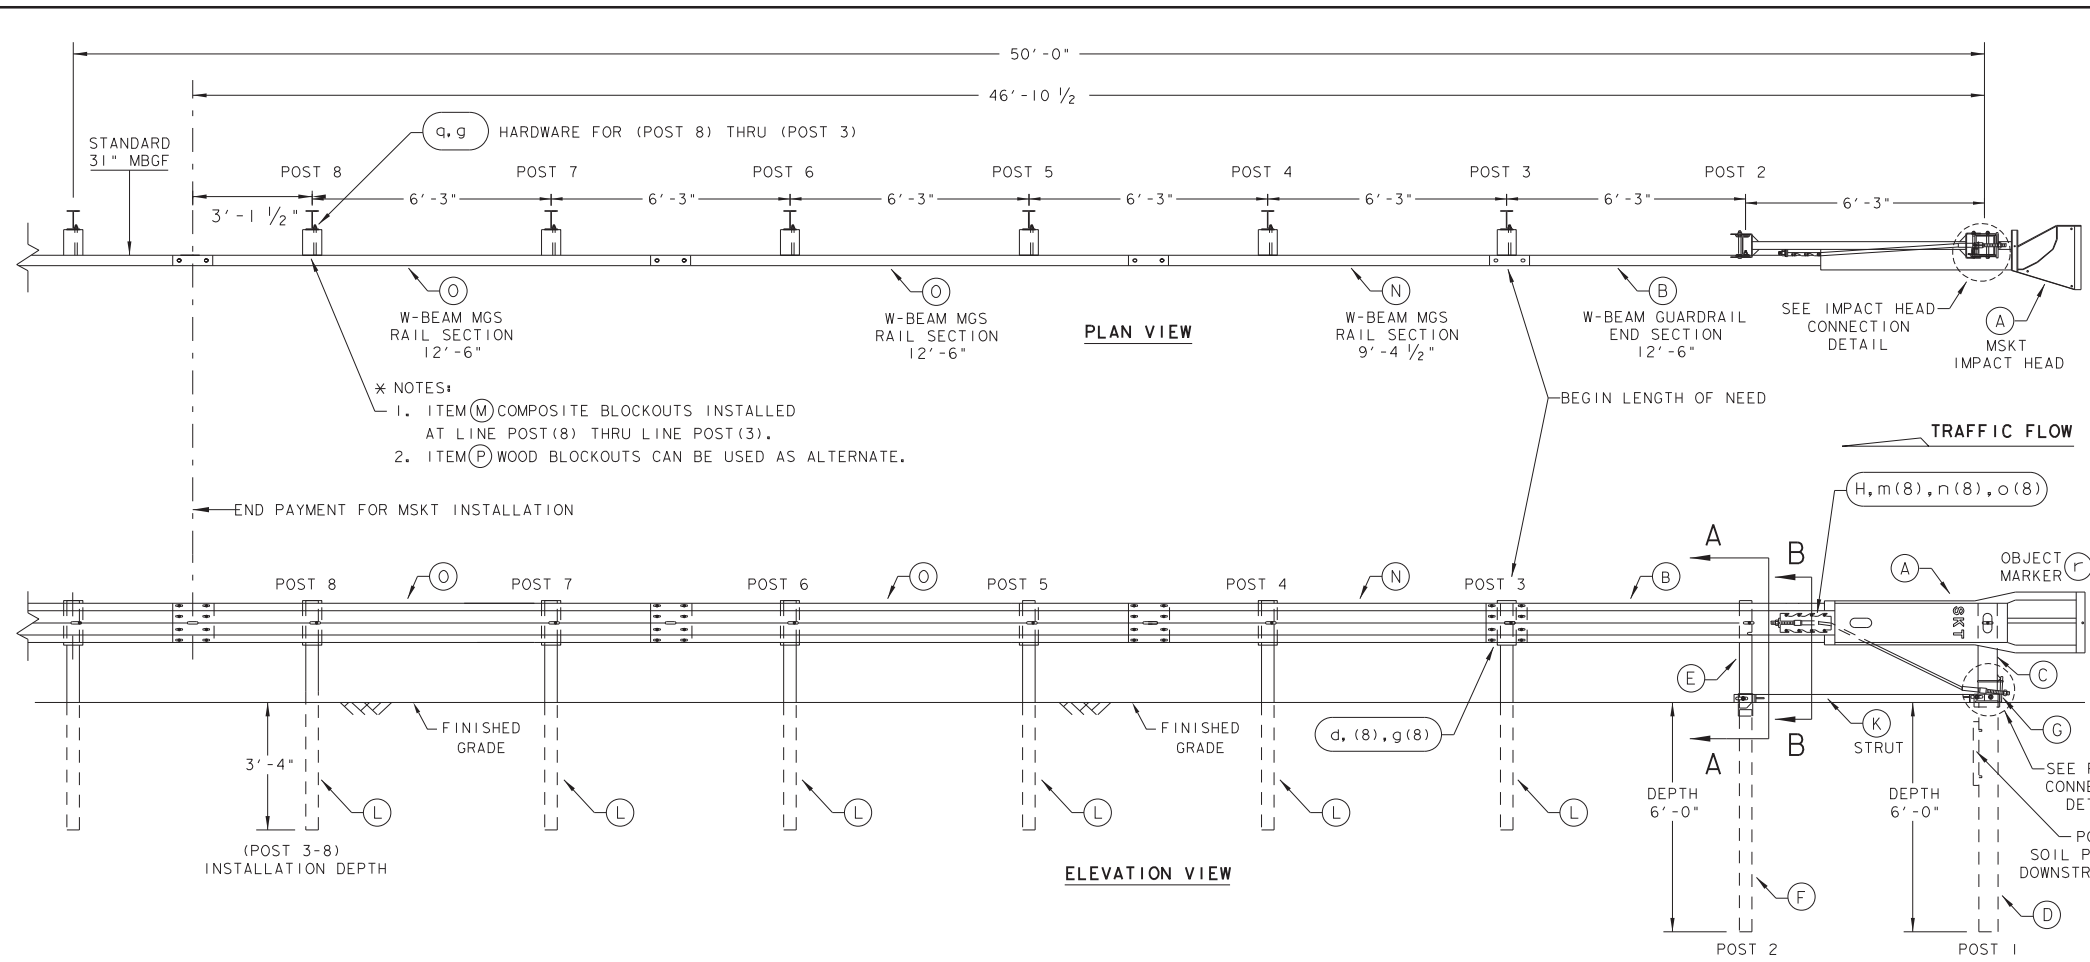 50'-0"
46'-10 1/2
STANDARD
31" MBGF
q,g HARDWARE FOR (POST 8) THRU (POST 3)
POST 8
POST 7
POST 6
POST 5
POST 4
POST 3
POST 2
3'-1 1/2"
6'-3"
6'-3"
6'-3"
6'-3"
6'-3"
6'-3"
6'-3"
O
W-BEAM MGS
RAIL SECTION
12'-6"
O
W-BEAM MGS
RAIL SECTION
12'-6"
PLAN VIEW
N
W-BEAM MGS
RAIL SECTION
9'-4 1/2"
B
W-BEAM GUARDRAIL
END SECTION
12'-6"
SEE IMPACT HEAD
CONNECTION
DETAIL
A
MSKT
IMPACT HEAD
* NOTES:
1. ITEM M COMPOSITE BLOCKOUTS INSTALLED
AT LINE POST(8) THRU LINE POST(3).
2. ITEM P WOOD BLOCKOUTS CAN BE USED AS ALTERNATE.
BEGIN LENGTH OF NEED
TRAFFIC FLOW
END PAYMENT FOR MSKT INSTALLATION
H,m(8),n(8),o(8)
A
B
OBJECT
MARKER r
POST 8
O
POST 7
POST 6
O
POST 5
POST 4
N
POST 3
B
A
SKT
E
C
FINISHED
GRADE
FINISHED
GRADE
d,(8),g(8)
A
B
K
STRUT
G
3'-4"
L
L
L
L
L
L
DEPTH
6'-0"
DEPTH
6'-0"
(POST 3-8)
INSTALLATION DEPTH
ELEVATION VIEW
SEE
SOIL
F
D
POST 2
POST 1